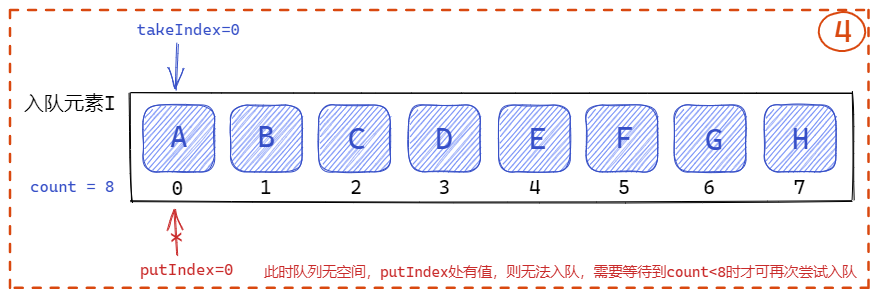 4
takeIndex=0
入队元素I
A B C D E F G H
count = 8
0 1 2 3 4 5 6 7
putIndex=0
此时队列无空间，putIndex处有值，则无法入队，需要等待到count<8时才可再次尝试入队